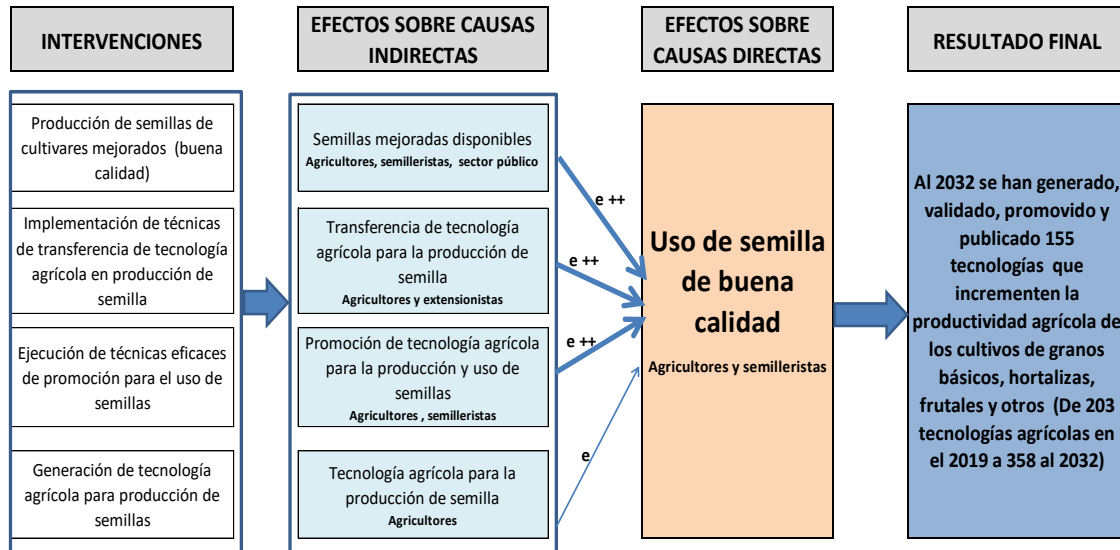 INTERVENCIONES
EFECTOS SOBRE CAUSAS
INDIRECTAS
EFECTOS SOBRE
CAUSAS DIRECTAS
RESULTADO FINAL
Producción de semillas de
cultivares mejorados (buena
calidad)
Implementación de técnicas
de transferencia de tecnología
agrícola en producción de
semilla
Ejecución de técnicas eficaces
de promoción para el uso de
semillas
Generación de tecnología
agrícola para producción de
semillas
Semillas mejoradas disponibles
Agricultores, semilleristas, sector público
Transferencia de tecnología
agrícola para la producción de
semilla
Agricultores y extensionistas
Promoción de tecnología agrícola
para la producción y uso de
semillas
Agricultores , semilleristas
Tecnología agrícola para la
producción de semilla
Agricultores
e ++
e ++
e ++
e
Uso de semilla
de buena
calidad
Agricultores y semilleristas
Al 2032 se han generado,
validado, promovido y
publicado 155
tecnologías que
incrementen la
productividad agrícola de
los cultivos de granos
básicos, hortalizas,
frutales y otros (De 203
tecnologías agrícolas en
el 2019 a 358 al 2032)